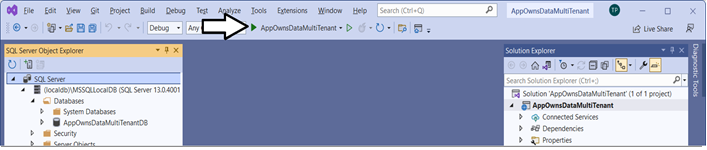 File Edit View Git Project Build Debug Test Analyze Tools Extensions Window Help Search (Ctrl+Q) AppOwnsDataMultiTenant TP
Debug Any AppOwnsDataMultiTenant Live Share
SQL Server Object Explorer
SQL Server
(localdb)\MSSQLLocalDB (SQL Server 13.0.4001
Databases
System Databases
AppOwnsDataMultiTenantDB
Security
Server Objects
Solution Explorer
Search Solution Explorer (Ctrl+;)
Solution 'AppOwnsDataMultiTenant' (1 of 1 project)
AppOwnsDataMultiTenant
Connected Services
Dependencies
Properties
Diagnostic Tools